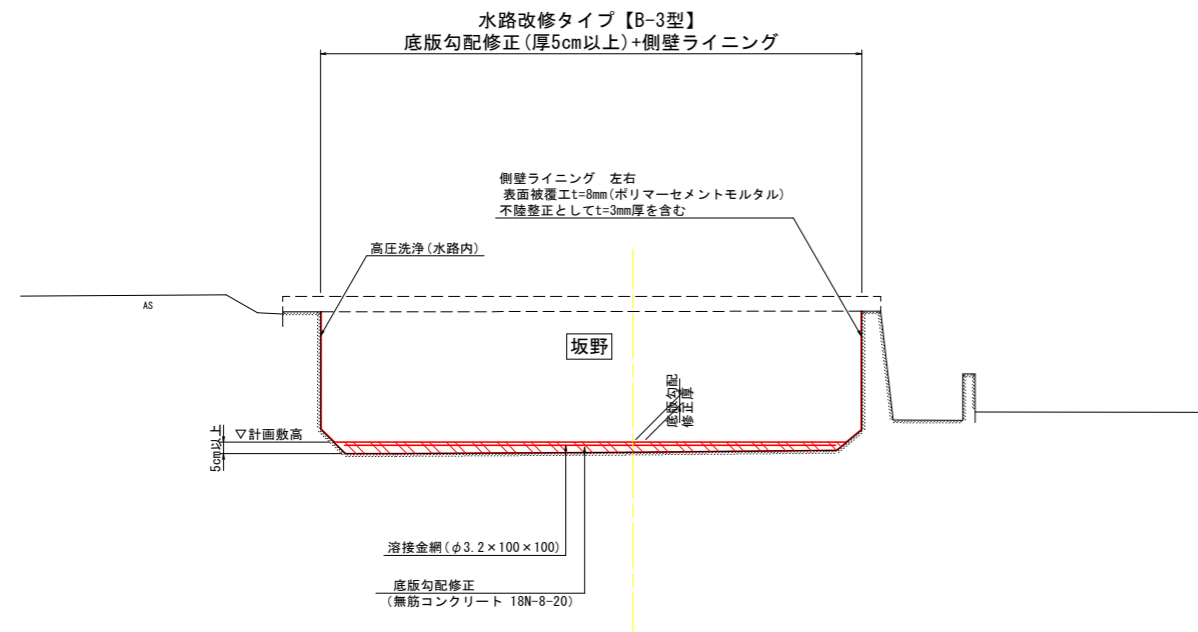 水路改修タイプ【B-3型】
底版勾配修正(厚5cm以上)+側壁ライニング
側壁ライニング　左右
表面被覆工t=8mm(ポリマーセメントモルタル)
不陸整正としてt=3mm厚を含む
高圧洗浄(水路内)
AS
坂野
底版勾配
修正厚
▽計画敷高
5cm以上
溶接金網(φ3.2×100×100)
底版勾配修正
(無筋コンクリート 18N-8-20)